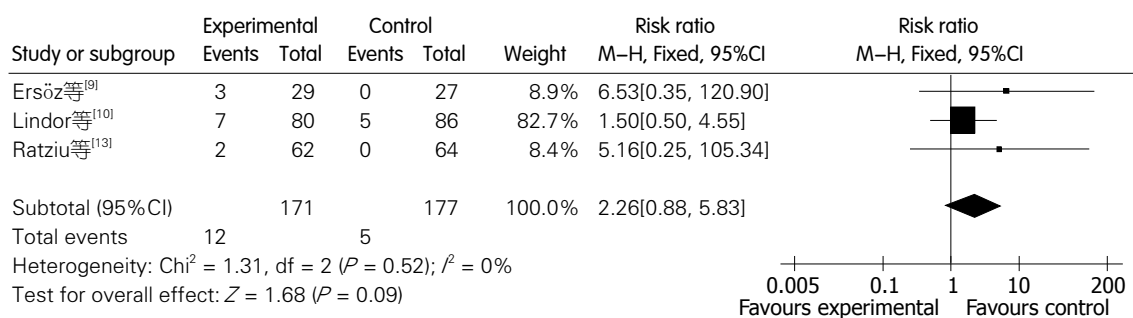 Experimental Control Risk ratio Risk ratio
Study or subgroup Events Total Events Total Weight M–H, Fixed, 95%CI M–H, Fixed, 95%CI
Ersöz等[9] 3 29 0 27 8.9% 6.53[0.35, 120.90]
Lindor等[10] 7 80 5 86 82.7% 1.50[0.50, 4.55]
Ratziu等[13] 2 62 0 64 8.4% 5.16[0.25, 105.34]
Subtotal (95%CI) 171 177 100.0% 2.26[0.88, 5.83]
Total events 12 5
Heterogeneity: Chi² = 1.31, df = 2 (P = 0.52); I² = 0%
Test for overall effect: Z = 1.68 (P = 0.09)
0.005 0.1 1 10 200
Favours experimental Favours control